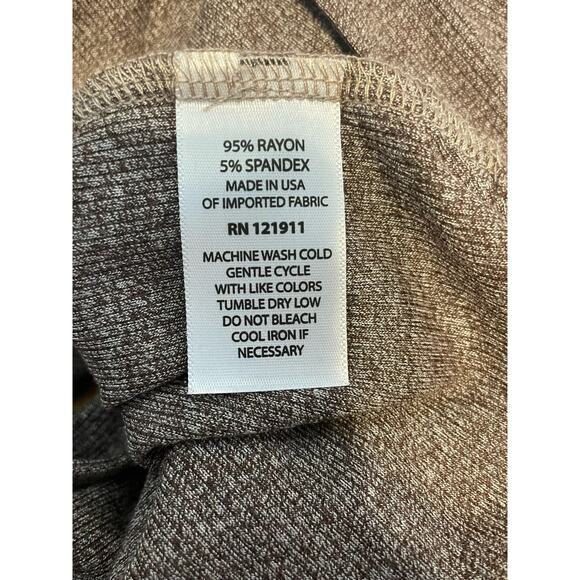 95% RAYON
5% SPANDEX
MADE IN USA
OF IMPORTED FABRIC
RN 121911
MACHINE WASH COLD
GENTLE CYCLE
WITH LIKE COLORS
TUMBLE DRY LOW
DO NOT BLEACH
COOL IRON IF
NECESSARY